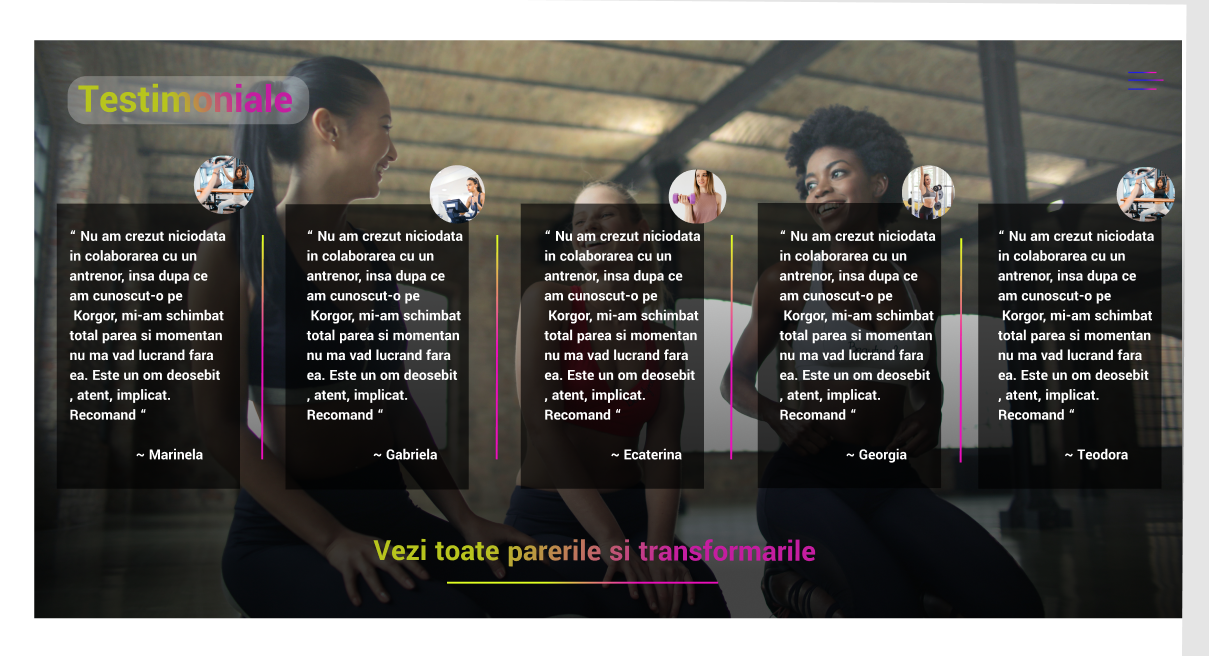 Testimoniale
“ Nu am crezut niciodata
in colaborarea cu un
antrenor, insa dupa ce
am cunoscut-o pe
Korgor, mi-am schimbat
total parea si momentan
nu ma vad lucrand fara
ea. Este un om deosebit
, atent, implicat.
Recomand “
~ Marinela
“ Nu am crezut niciodata
in colaborarea cu un
antrenor, insa dupa ce
am cunoscut-o pe
Korgor, mi-am schimbat
total parea si momentan
nu ma vad lucrand fara
ea. Este un om deosebit
, atent, implicat.
Recomand “
~ Gabriela
“ Nu am crezut niciodata
in colaborarea cu un
antrenor, insa dupa ce
am cunoscut-o pe
Korgor, mi-am schimbat
total parea si momentan
nu ma vad lucrand fara
ea. Este un om deosebit
, atent, implicat.
Recomand “
~ Ecaterina
“ Nu am crezut niciodata
in colaborarea cu un
antrenor, insa dupa ce
am cunoscut-o pe
Korgor, mi-am schimbat
total parea si momentan
nu ma vad lucrand fara
ea. Este un om deosebit
, atent, implicat.
Recomand “
~ Georgia
“ Nu am crezut niciodata
in colaborarea cu un
antrenor, insa dupa ce
am cunoscut-o pe
Korgor, mi-am schimbat
total parea si momentan
nu ma vad lucrand fara
ea. Este un om deosebit
, atent, implicat.
Recomand “
~ Teodora
Vezi toate parerile si transformarile